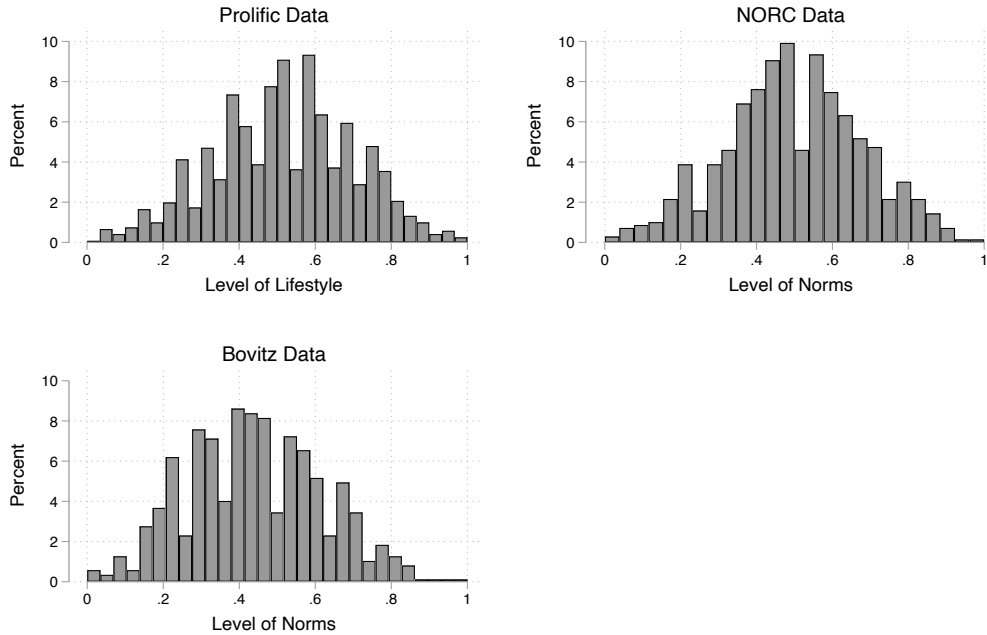 Prolific Data
Percent
10
8
6
4
2
0
0 .2 .4 .6 .8 1
Level of Lifestyle
NORC Data
Percent
10
8
6
4
2
0
0 .2 .4 .6 .8 1
Level of Norms
Bovitz Data
Percent
10
8
6
4
2
0
0 .2 .4 .6 .8 1
Level of Norms